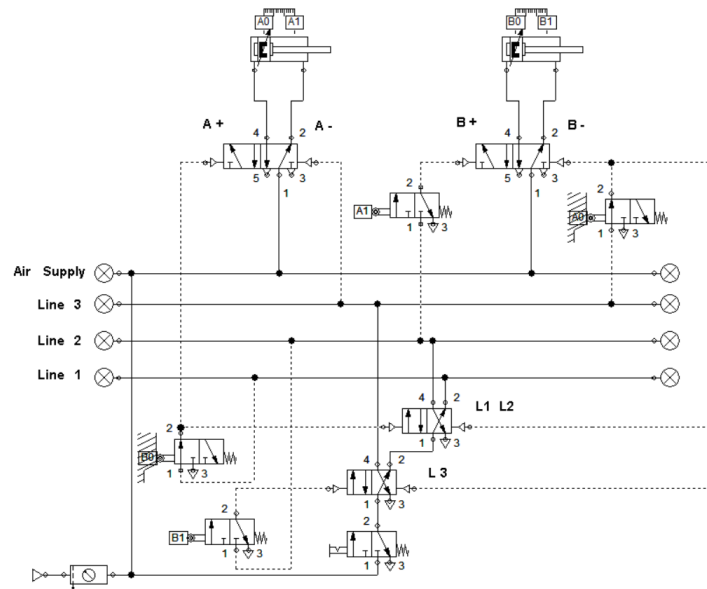 A0 A1 B0 B1
A + 4 2 A - B + 4 2 B -
5 3 5 3
1 1
2 2
A1 A0
1 3 1 3
Air Supply
Line 3
Line 2
Line 1
4 2 L1 L2
2 1 3
B0
1 3 4 2 L 3
1 3
2 2
B1
1 3 1 3